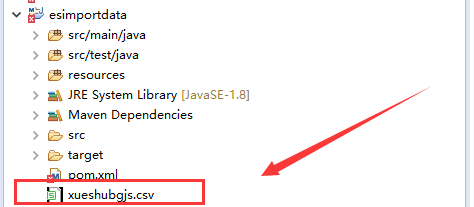 esimportdata
src/main/java
src/test/java
resources
JRE System Library [JavaSE-1.8]
Maven Dependencies
src
target
pom.xml
xueshubgjs.csv